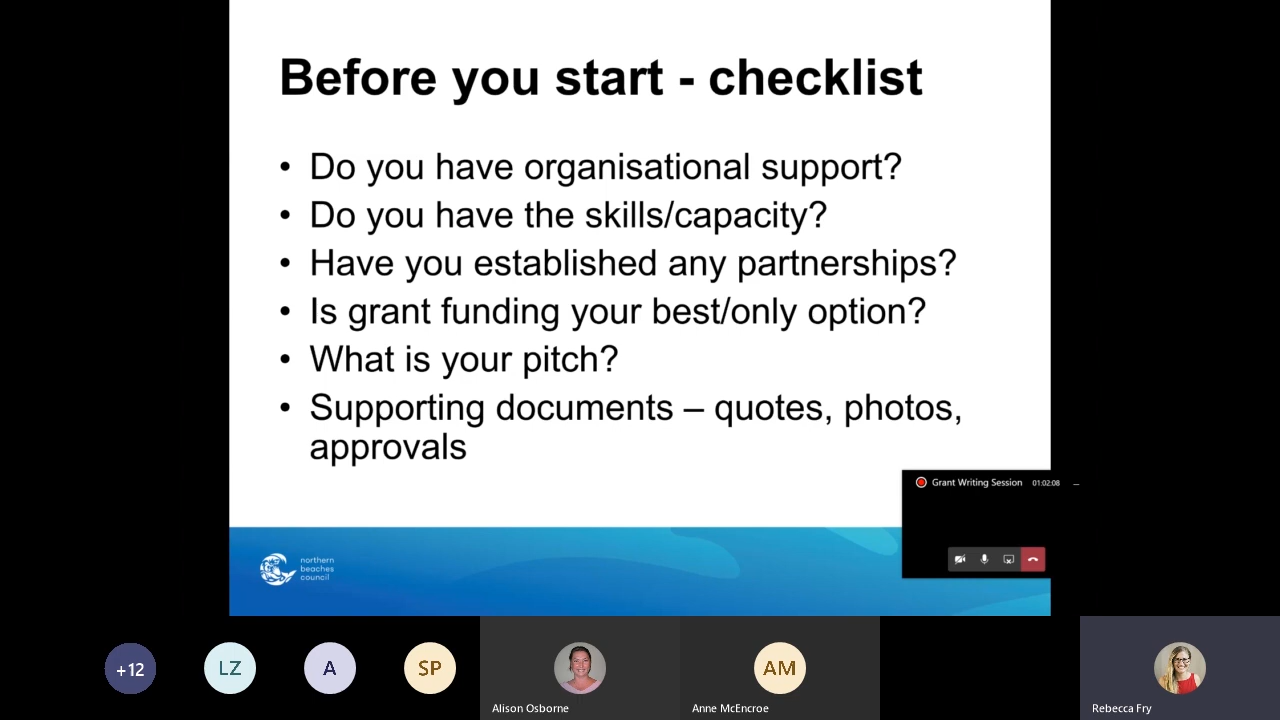 Before you start - checklist
• Do you have organisational support?
• Do you have the skills/capacity?
• Have you established any partnerships?
• Is grant funding your best/only option?
• What is your pitch?
• Supporting documents – quotes, photos,
approvals
Grant Writing Session 01:02:08
northern
beaches
council
+12
LZ
A
SP
AM
Alison Osborne
Anne McEncroe
Rebecca Fry